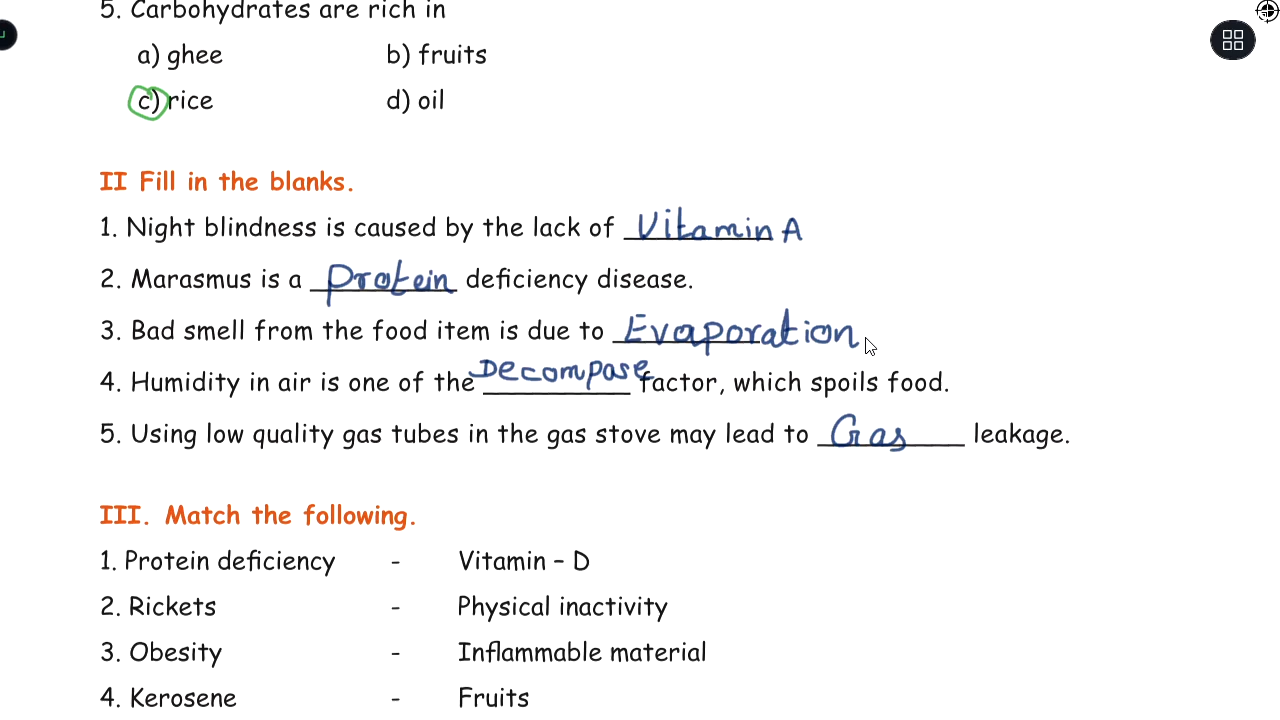 5. Carbohydrates are rich in
a) ghee b) fruits
c) rice d) oil
II Fill in the blanks.
1. Night blindness is caused by the lack of Vitamin A
2. Marasmus is a Protein deficiency disease.
3. Bad smell from the food item is due to Evaporation
4. Humidity in air is one of the Decompase factor, which spoils food.
5. Using low quality gas tubes in the gas stove may lead to Gas leakage.
III. Match the following.
1. Protein deficiency - Vitamin – D
2. Rickets - Physical inactivity
3. Obesity - Inflammable material
4. Kerosene - Fruits